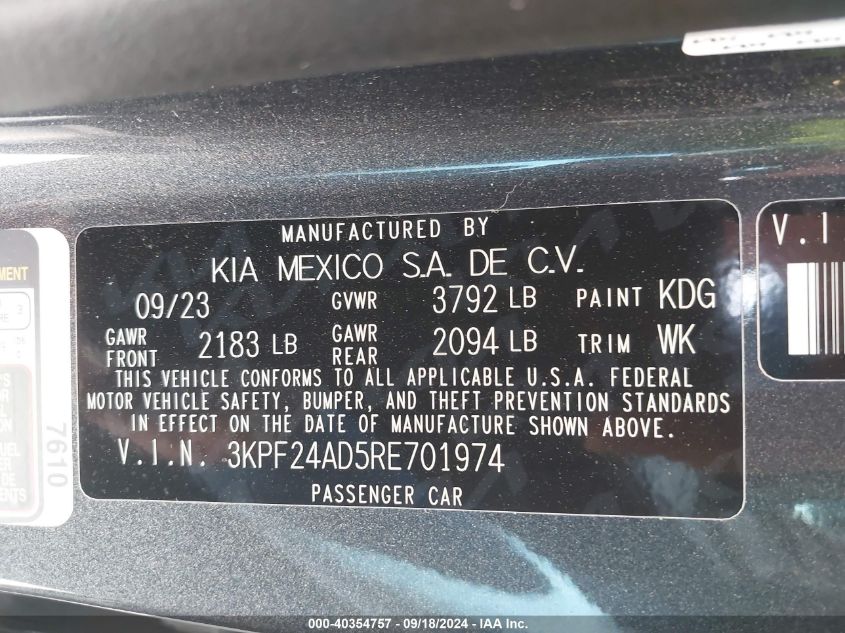 MANUFACTURED BY
KIA MEXICO S.A. DE C.V.
09/23 GVWR 3792 LB PAINT KDG
GAWR FRONT 2183 LB GAWR REAR 2094 LB TRIM WK
THIS VEHICLE CONFORMS TO ALL APPLICABLE U.S.A. FEDERAL
MOTOR VEHICLE SAFETY, BUMPER, AND THEFT PREVENTION STANDARDS
IN EFFECT ON THE DATE OF MANUFACTURE SHOWN ABOVE.
V.I.N. 3KPF24AD5RE701974
PASSENGER CAR
V.I
MENT
7610
000-40354757 - 09/18/2024 - IAA Inc.